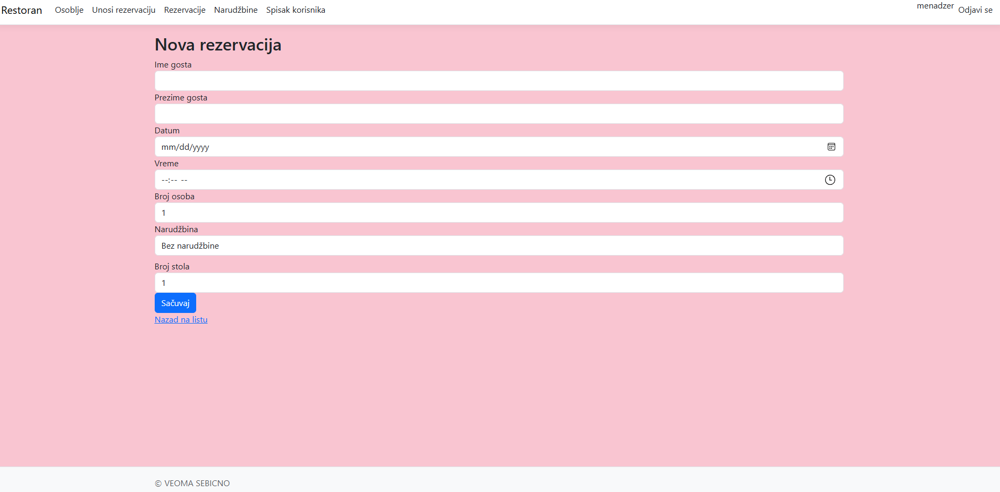 Restoran Osoblje Unosi rezervaciju Rezervacije Narudžbine Spisak korisnika menadzer Odjavi se
Nova rezervacija
Ime gosta
Prezime gosta
Datum
mm/dd/yyyy
Vreme
--:-- --
Broj osoba
1
Narudžbina
Bez narudžbine
Broj stola
1
Sačuvaj
Nazad na listu
© VEOMA SEBICNO